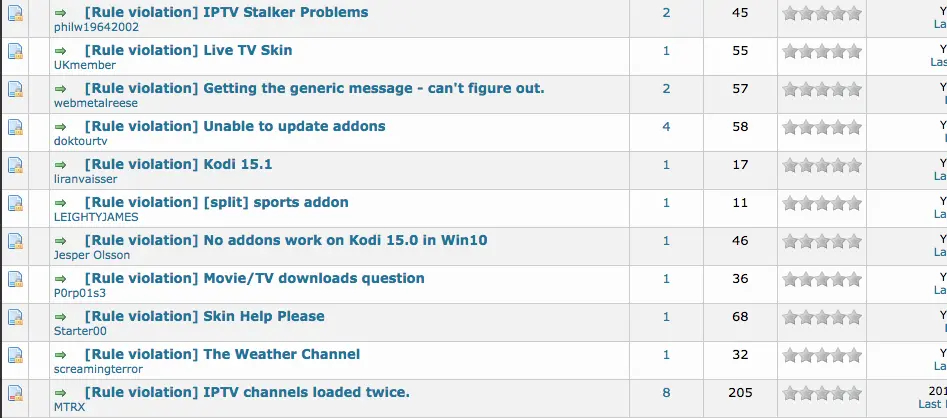 [Rule violation] IPTV Stalker Problems 2 45 Y
philw19642002 La
[Rule violation] Live TV Skin 1 55 Y
UKmember Las
[Rule violation] Getting the generic message - can't figure out. 2 57 Y
webmetalreese L
[Rule violation] Unable to update addons 4 58 Y
doktourtv L
[Rule violation] Kodi 15.1 1 17 Y
liranvaisser La
[Rule violation] [split] sports addon 1 11 Y
LEIGHTYJAMES La
[Rule violation] No addons work on Kodi 15.0 in Win10 1 46 Y
Jesper Olsson La
[Rule violation] Movie/TV downloads question 1 36 Y
P0rp01s3 La
[Rule violation] Skin Help Please 1 68 Y
Starter00 La
[Rule violation] The Weather Channel 1 32 Y
screamingterror La
[Rule violation] IPTV channels loaded twice. 8 205 201
MTRX Last